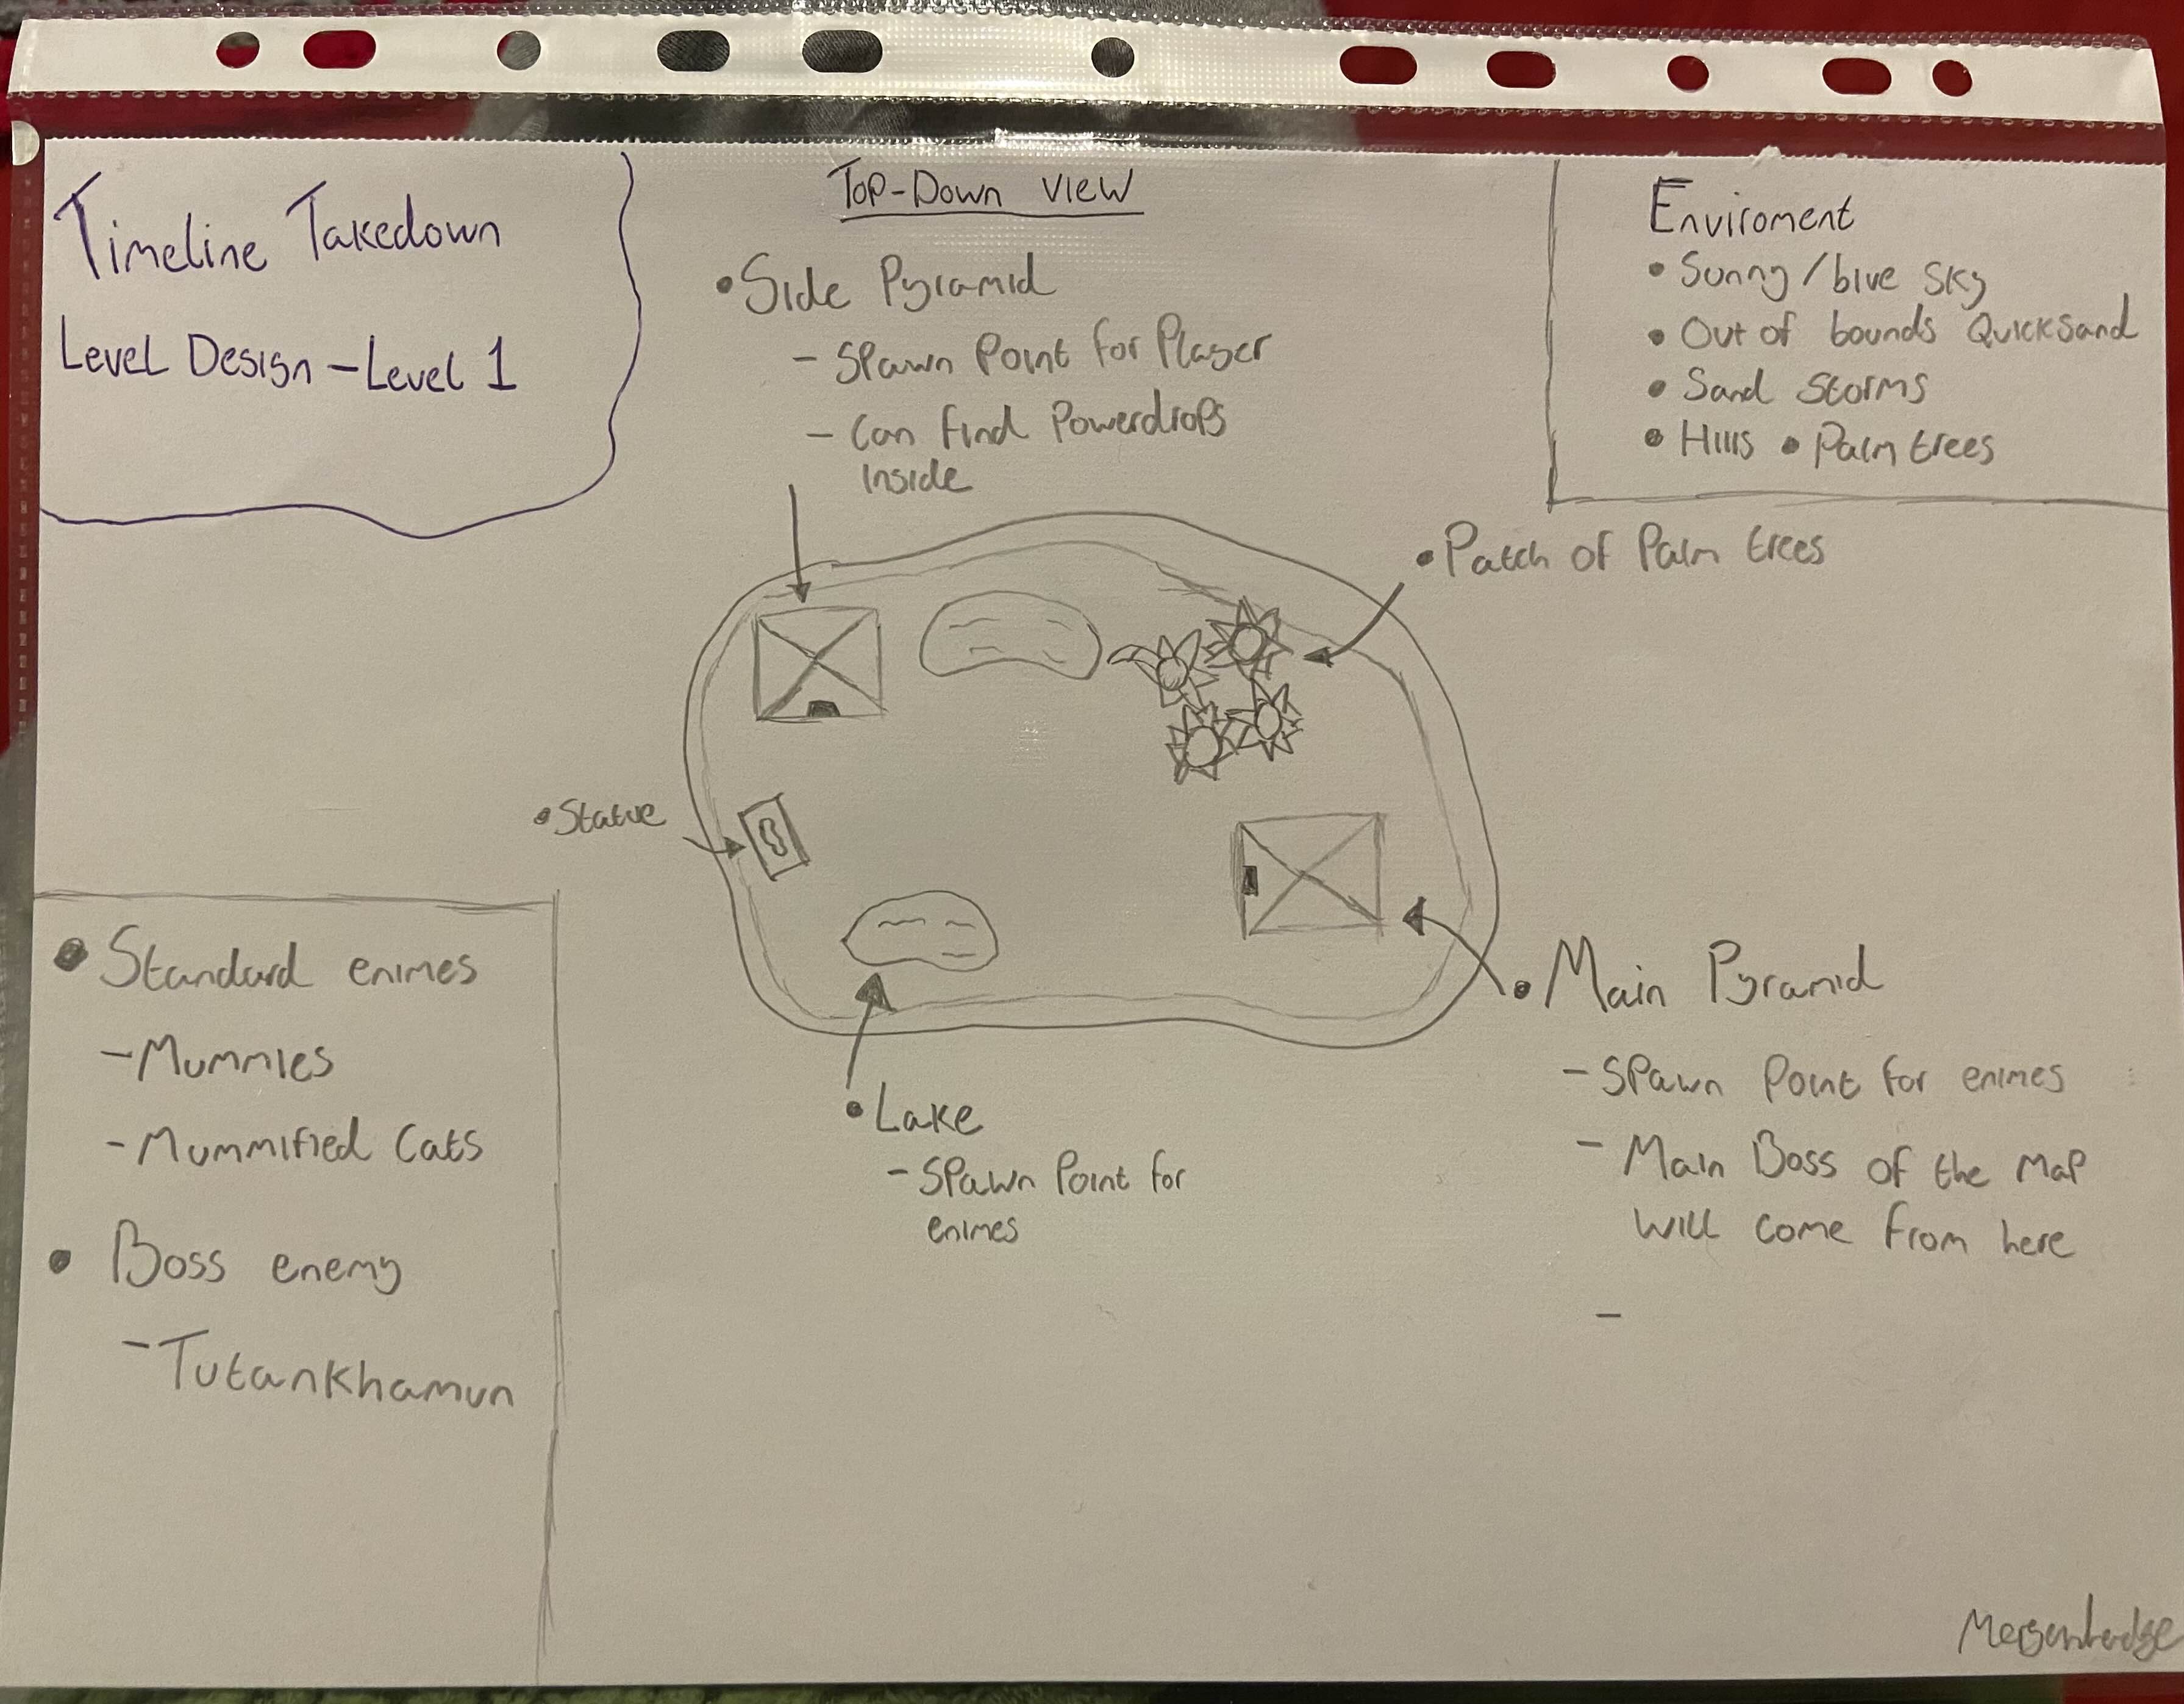 Timeline Takedown
Level Design - Level 1
Top-Down View
• Side Pyramid
- Spawn Point for Player
- Can find Powerdrops
Inside
Enviroment
• Sunny/blue Sky
• Out of bounds Quicksand
• Sand Storms
• Hills • Palm trees
• Patch of Palm trees
• Statue
• Main Pyramid
- Spawn Point for enimes
- Main Boss of the Map
will come from here
-
• Lake
- Spawn Point for
enimes
• Standard enimes
- Mummies
- Mummified Cats
• Boss enemy
- Tutankhamun